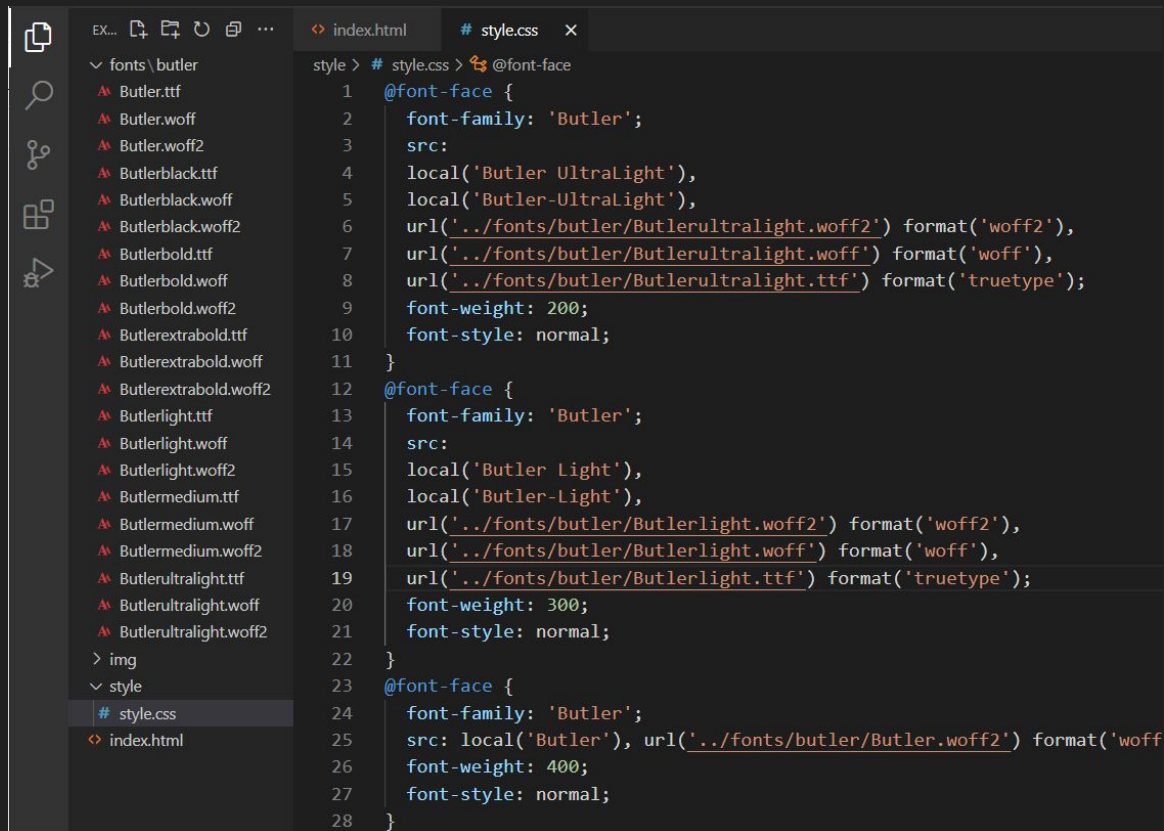 EX... 
fonts\butler
Butler.ttf
Butler.woff
Butler.woff2
Butlerblack.ttf
Butlerblack.woff
Butlerblack.woff2
Butlerbold.ttf
Butlerbold.woff
Butlerbold.woff2
Butlerextrabold.ttf
Butlerextrabold.woff
Butlerextrabold.woff2
Butlerlight.ttf
Butlerlight.woff
Butlerlight.woff2
Butlermedium.ttf
Butlermedium.woff
Butlermedium.woff2
Butlerultralight.ttf
Butlerultralight.woff
Butlerultralight.woff2
> img
style
# style.css
<> index.html
<> index.html # style.css ×
style > # style.css > @font-face
1 @font-face {
2 font-family: 'Butler';
3 src:
4 local('Butler UltraLight'),
5 local('Butler-UltraLight'),
6 url('../fonts/butler/Butlerultralight.woff2') format('woff2'),
7 url('../fonts/butler/Butlerultralight.woff') format('woff'),
8 url('../fonts/butler/Butlerultralight.ttf') format('truetype');
9 font-weight: 200;
10 font-style: normal;
11 }
12 @font-face {
13 font-family: 'Butler';
14 src:
15 local('Butler Light'),
16 local('Butler-Light'),
17 url('../fonts/butler/Butlerlight.woff2') format('woff2'),
18 url('../fonts/butler/Butlerlight.woff') format('woff'),
19 url('../fonts/butler/Butlerlight.ttf') format('truetype');
20 font-weight: 300;
21 font-style: normal;
22 }
23 @font-face {
24 font-family: 'Butler';
25 src: local('Butler'), url('../fonts/butler/Butler.woff2') format('woff
26 font-weight: 400;
27 font-style: normal;
28 }